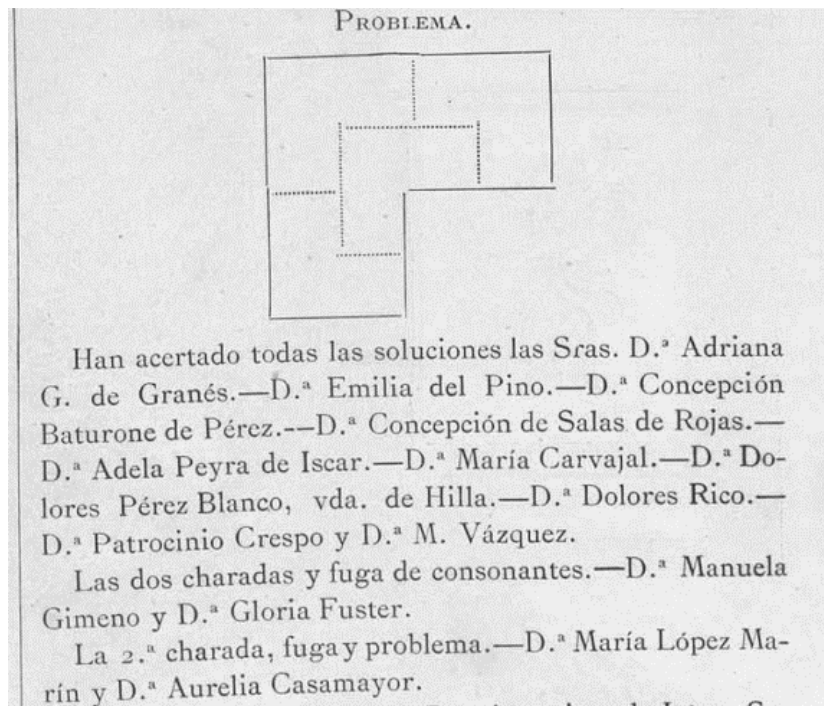 PROBLEMA.
Han acertado todas las soluciones las Sras. D.ª Adriana
G. de Granés.—D.ª Emilia del Pino.—D.ª Concepción
Baturone de Pérez.--—D.ª Concepción de Salas de Rojas.—
D.ª Adela Peyra de Iscar.—D.ª María Carvajal.—D.ª Do-
lores Pérez Blanco, vda. de Hilla.—D.ª Dolores Rico.—
D.ª Patrocinio Crespo y D.ª M. Vázquez.
Las dos charadas y fuga de consonantes.—D.ª Manuela
Gimeno y D.ª Gloria Fuster.
La 2.ª charada, fuga y problema.—D.ª María López Ma-
rín y D.ª Aurelia Casamayor.